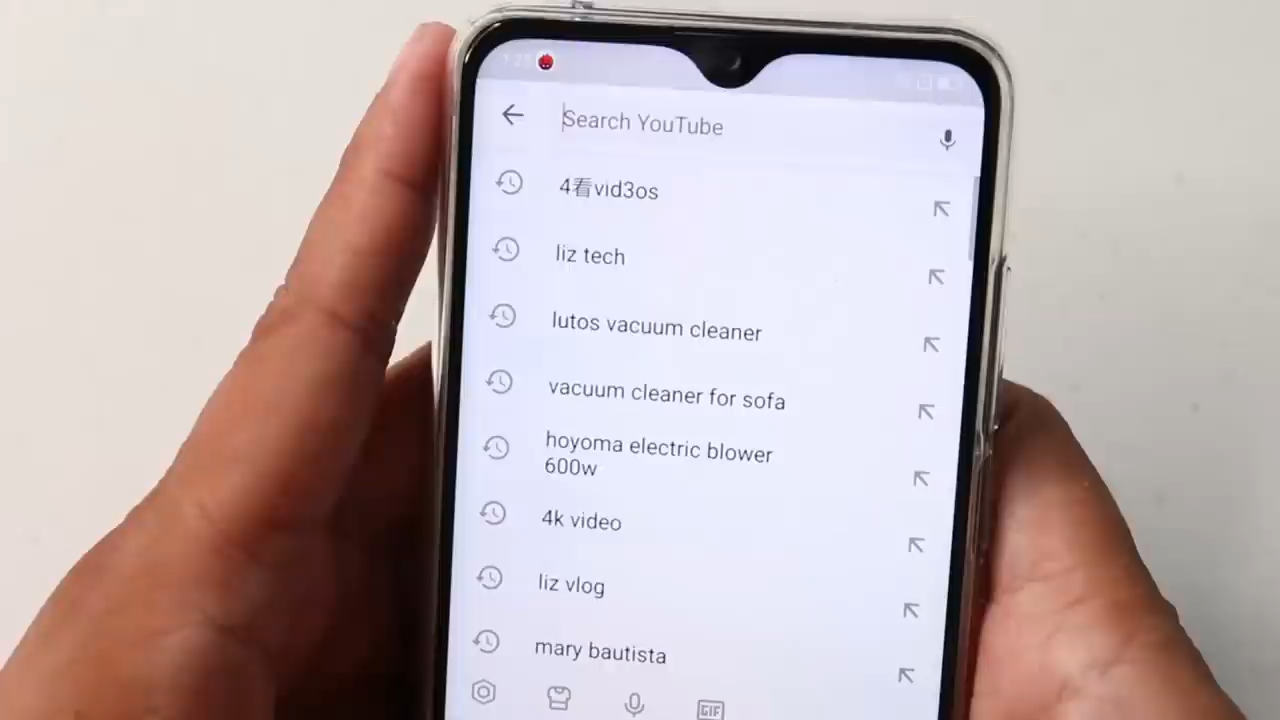 Search YouTube
4看vid3os
liz tech
lutos vacuum cleaner
vacuum cleaner for sofa
hoyoma electric blower
600w
4k video
liz vlog
mary bautista
GIF